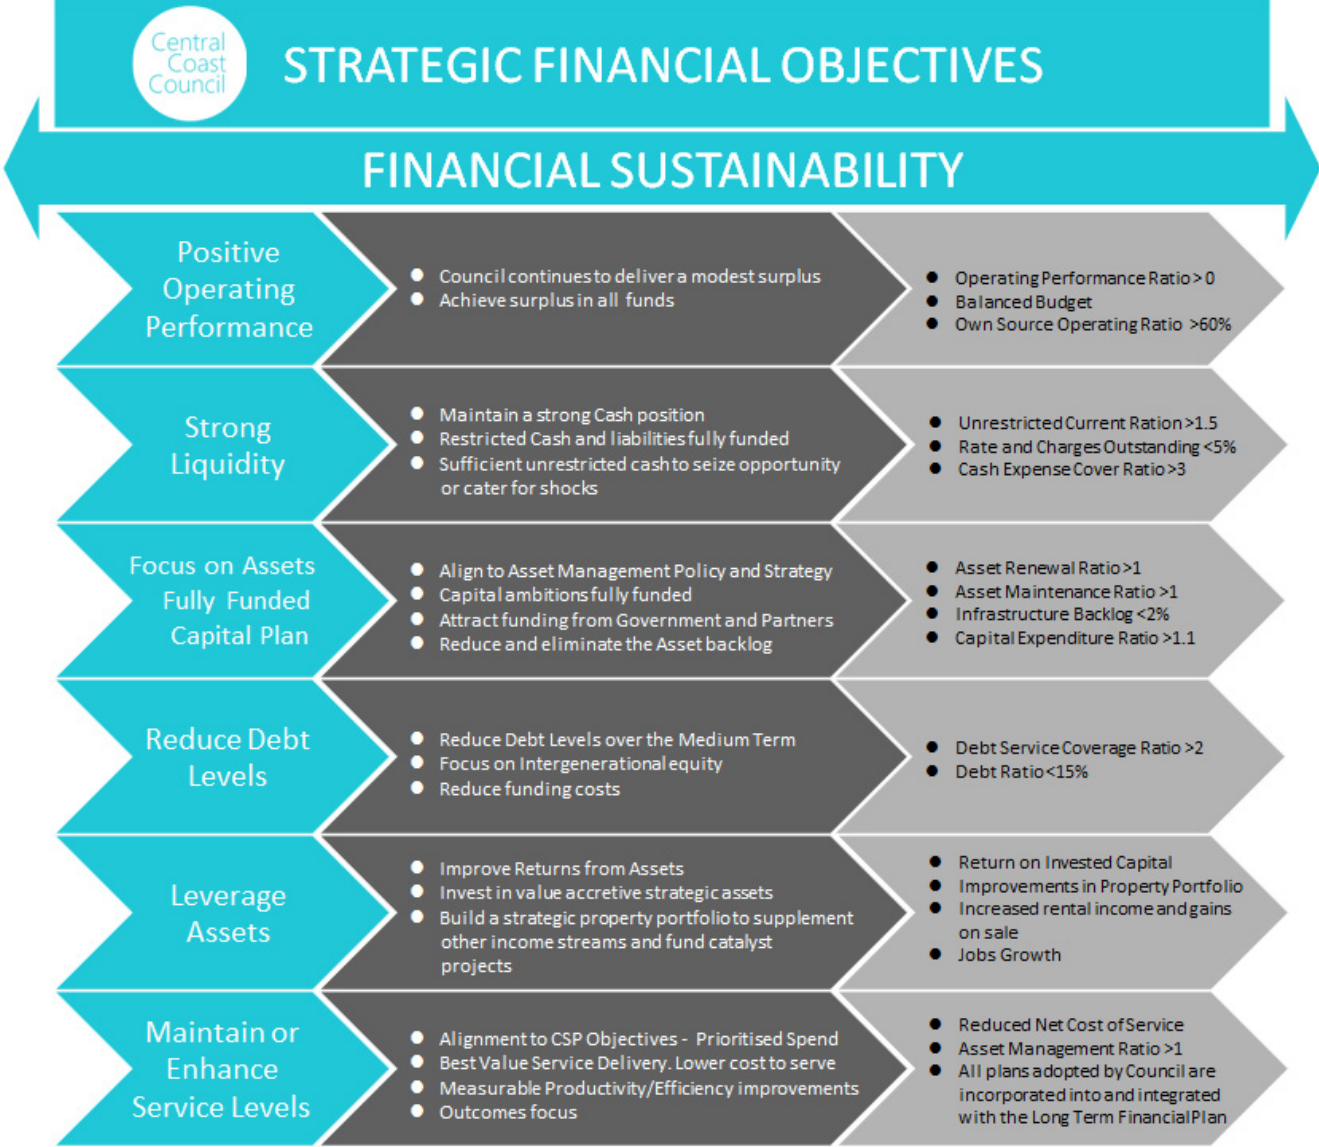 Central
Coast
Council
STRATEGIC FINANCIAL OBJECTIVES
FINANCIAL SUSTAINABILITY
Positive
Operating
Performance
● Council continues to deliver a modest surplus
● Achieve surplus in all funds
● Operating Performance Ratio > 0
● Balanced Budget
● Own Source Operating Ratio >60%
Strong
Liquidity
● Maintain a strong Cash position
● Restricted Cash and liabilities fully funded
● Sufficient unrestricted cash to seize opportunity
or cater for shocks
● Unrestricted Current Ration >1.5
● Rate and Charges Outstanding <5%
● Cash Expense Cover Ratio >3
Focus on Assets
Fully Funded
Capital Plan
● Align to Asset Management Policy and Strategy
● Capital ambitions fully funded
● Attract funding from Government and Partners
● Reduce and eliminate the Asset backlog
● Asset Renewal Ratio >1
● Asset Maintenance Ratio >1
● Infrastructure Backlog <2%
● Capital Expenditure Ratio >1.1
Reduce Debt
Levels
● Reduce Debt Levels over the Medium Term
● Focus on Intergenerational equity
● Reduce funding costs
● Debt Service Coverage Ratio >2
● Debt Ratio <15%
Leverage
Assets
● Improve Returns from Assets
● Invest in value accretive strategic assets
● Build a strategic property portfolio to supplement
other income streams and fund catalyst
projects
● Return on Invested Capital
● Improvements in Property Portfolio
● Increased rental income and gains
on sale
● Jobs Growth
Maintain or
Enhance
Service Levels
● Alignment to CSP Objectives - Prioritised Spend
● Best Value Service Delivery. Lower cost to serve
● Measurable Productivity/Efficiency improvements
● Outcomes focus
● Reduced Net Cost of Service
● Asset Management Ratio >1
● All plans adopted by Council are
incorporated into and integrated
with the Long Term Financial Plan